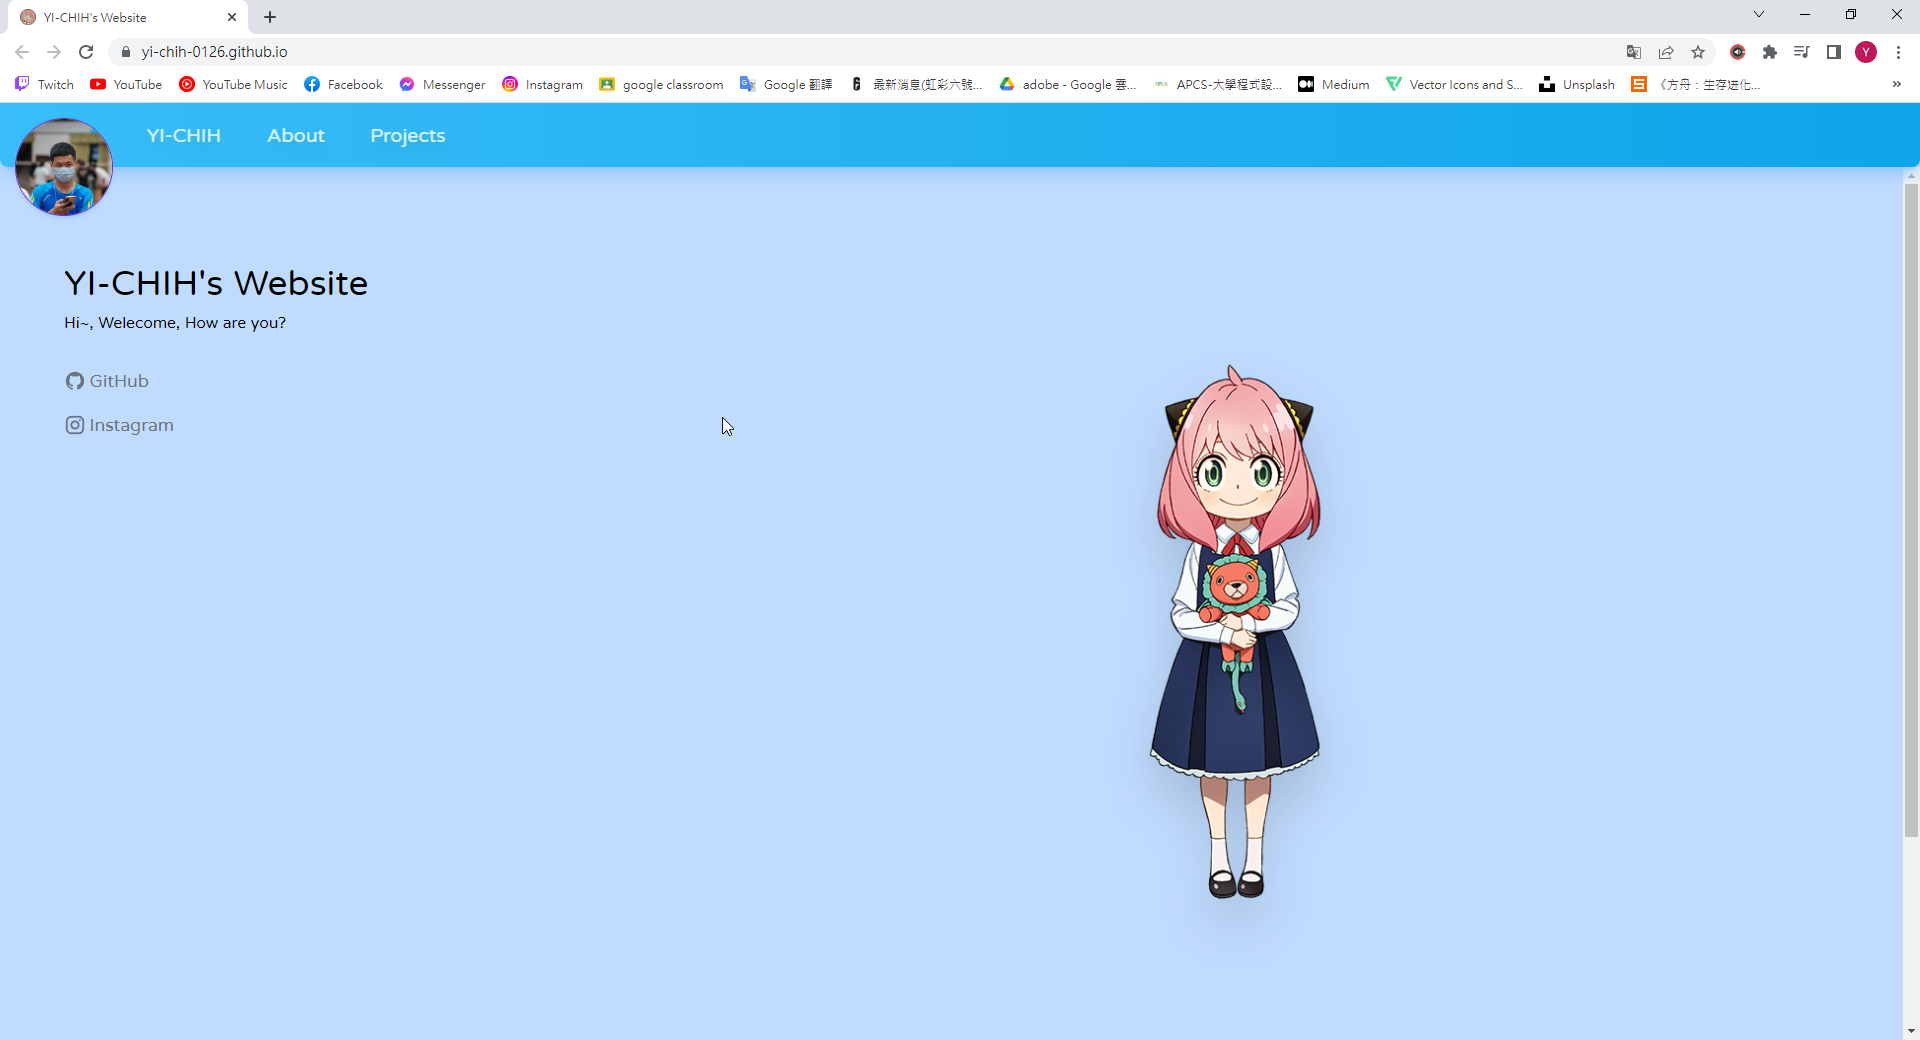 YI-CHIH's Website
yi-chih-0126.github.io
Y
Twitch YouTube YouTube Music Facebook Messenger Instagram google classroom Google 翻譯 最新消息(虹彩六號... adobe - Google 雲... APCS-大學程式設... Medium Vector Icons and S... Unsplash 《方舟：生存进化...
YI-CHIH About Projects
YI-CHIH's Website
Hi~, Welecome, How are you?
GitHub
Instagram